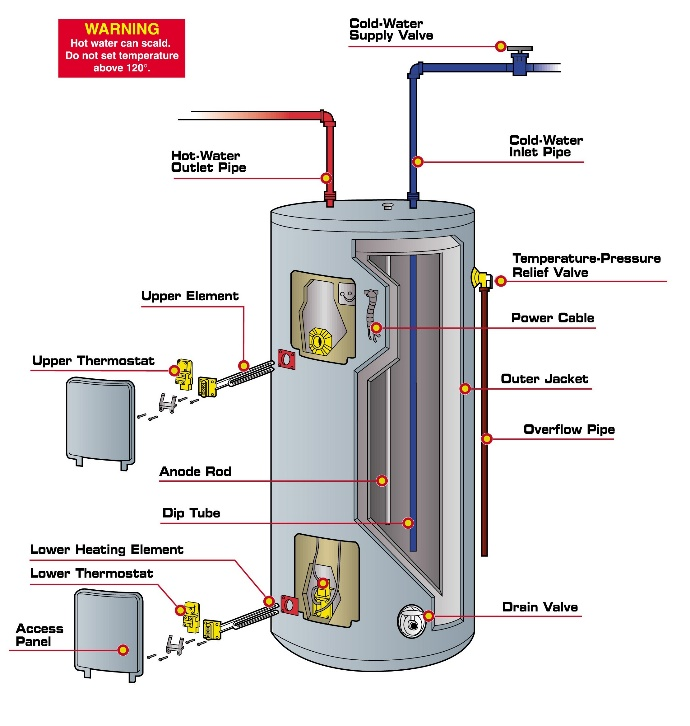 WARNING
Hot water can scald.
Do not set temperature
above 120°.
Cold-Water
Supply Valve
Hot-Water
Outlet Pipe
Cold-Water
Inlet Pipe
Temperature-Pressure
Relief Valve
Upper Element
Power Cable
Upper Thermostat
Outer Jacket
Overflow Pipe
Anode Rod
Dip Tube
Lower Heating Element
Lower Thermostat
Drain Valve
Access
Panel